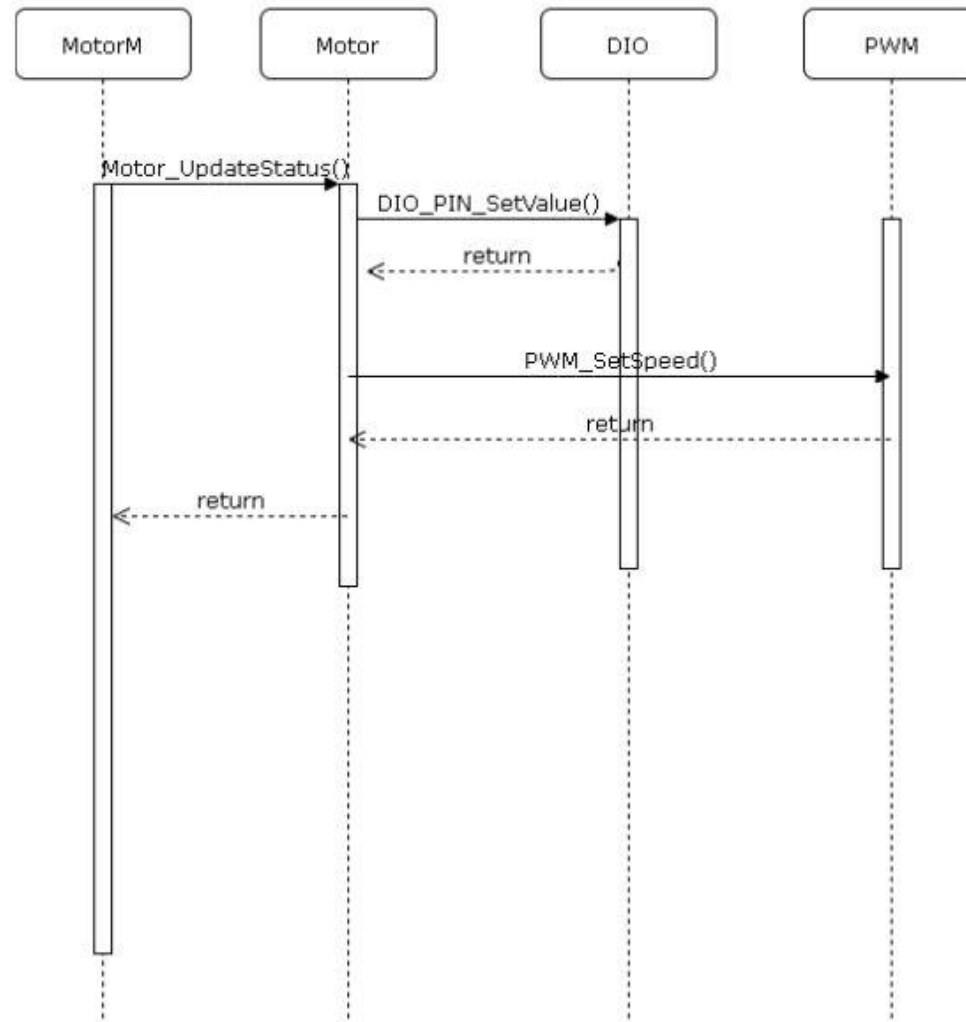 MotorM
Motor
DIO
PWM
Motor_UpdateStatus()
DIO_PIN_SetValue()
return
PWM_SetSpeed()
return
return